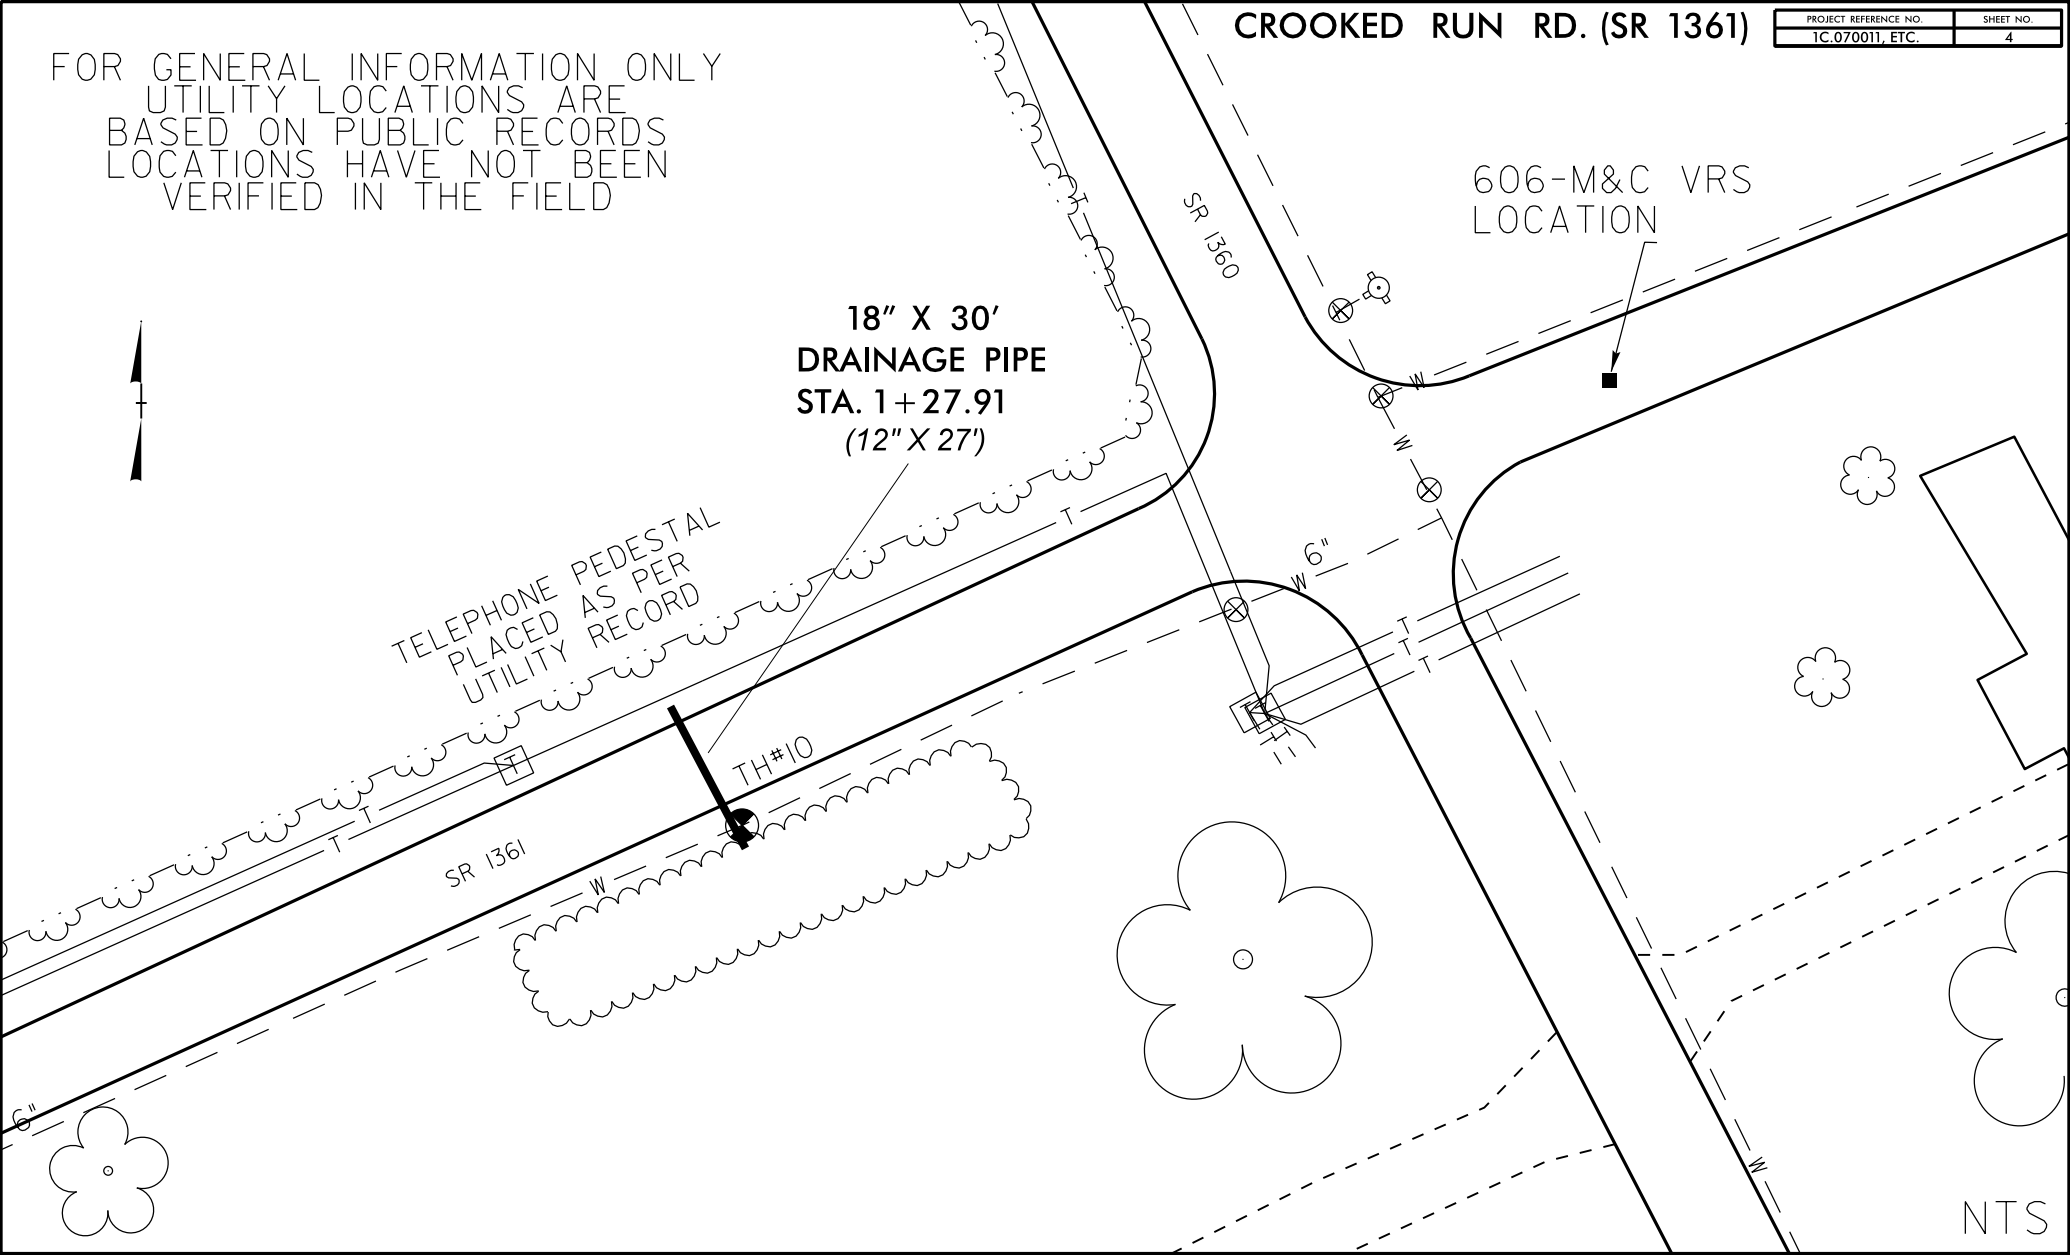 CROOKED RUN RD. (SR 1361)
PROJECT REFERENCE NO.
SHEET NO.
1C.070011, ETC.
4
FOR GENERAL INFORMATION ONLY
UTILITY LOCATIONS ARE
BASED ON PUBLIC RECORDS
LOCATIONS HAVE NOT BEEN
VERIFIED IN THE FIELD
606-M&C VRS
LOCATION
SR 1360
T
18" X 30'
DRAINAGE PIPE
STA. 1+27.91
(12" X 27')
W
W
T
6"
W
TELEPHONE PEDESTAL
PLACED AS PER
UTILITY RECORD
T
T
T
T
TH#10
T
T
T
SR 1361
W
6"
W
NTS